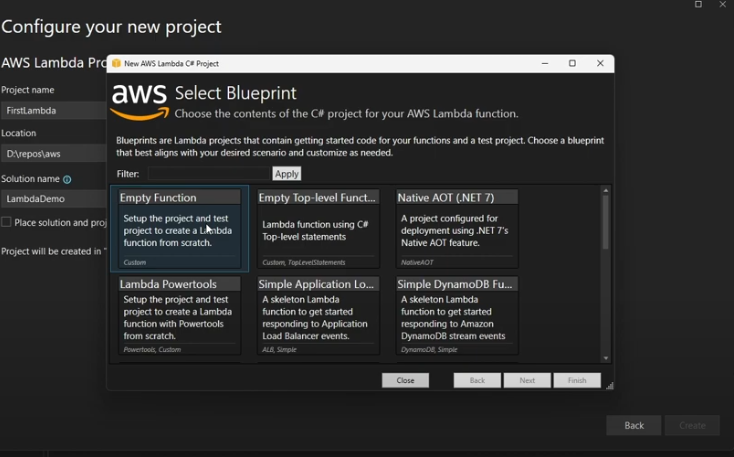 Configure your new project
AWS Lambda Pro
Project name
FirstLambda
Location
D:\repos\aws
Solution name
LambdaDemo
Place solution and proj
Project will be created in "
New AWS Lambda C# Project
aws
Select Blueprint
Choose the contents of the C# project for your AWS Lambda function.
Blueprints are Lambda projects that contain getting started code for your functions and a test project. Choose a blueprint
that best aligns with your desired scenario and customize as needed.
Filter:
Apply
Empty Function
Setup the project and test
project to create a Lambda
function from scratch.
Custom
Empty Top-level Funct...
Lambda function using C#
Top-level statements
Custom, TopLevelStatements
Native AOT (.NET 7)
A project configured for
deployment using .NET 7's
Native AOT feature.
NativeAOT
Lambda Powertools
Setup the project and test
project to create a Lambda
function with Powertools
from scratch.
Powertools, Custom
Simple Application Lo...
A skeleton Lambda
function to get started
responding to Application
Load Balancer events.
ALB, Simple
Simple DynamoDB Fu...
A skeleton Lambda
function to get started
responding to Amazon
DynamoDB stream events
DynamoDB, Simple
Close
Back
Next
Finish
Back
Create